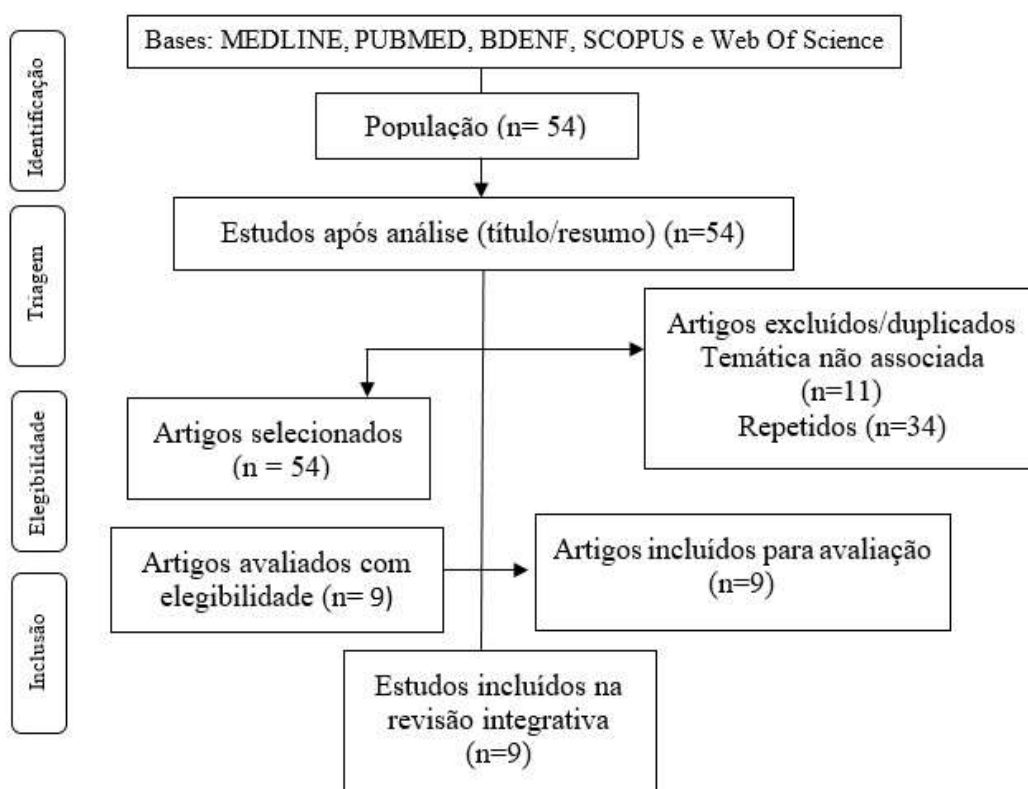 Bases: MEDLINE, PUBMED, BDENF, SCOPUS e Web Of Science
Identificação
População (n= 54)
Estudos após análise (título/resumo) (n=54)
Triagem
Artigos excluídos/duplicados
Temática não associada
(n=11)
Repetidos (n=34)
Artigos selecionados
(n = 54)
Elegibilidade
Artigos avaliados com
elegibilidade (n= 9)
Artigos incluídos para avaliação
(n=9)
Inclusão
Estudos incluídos na
revisão integrativa
(n=9)